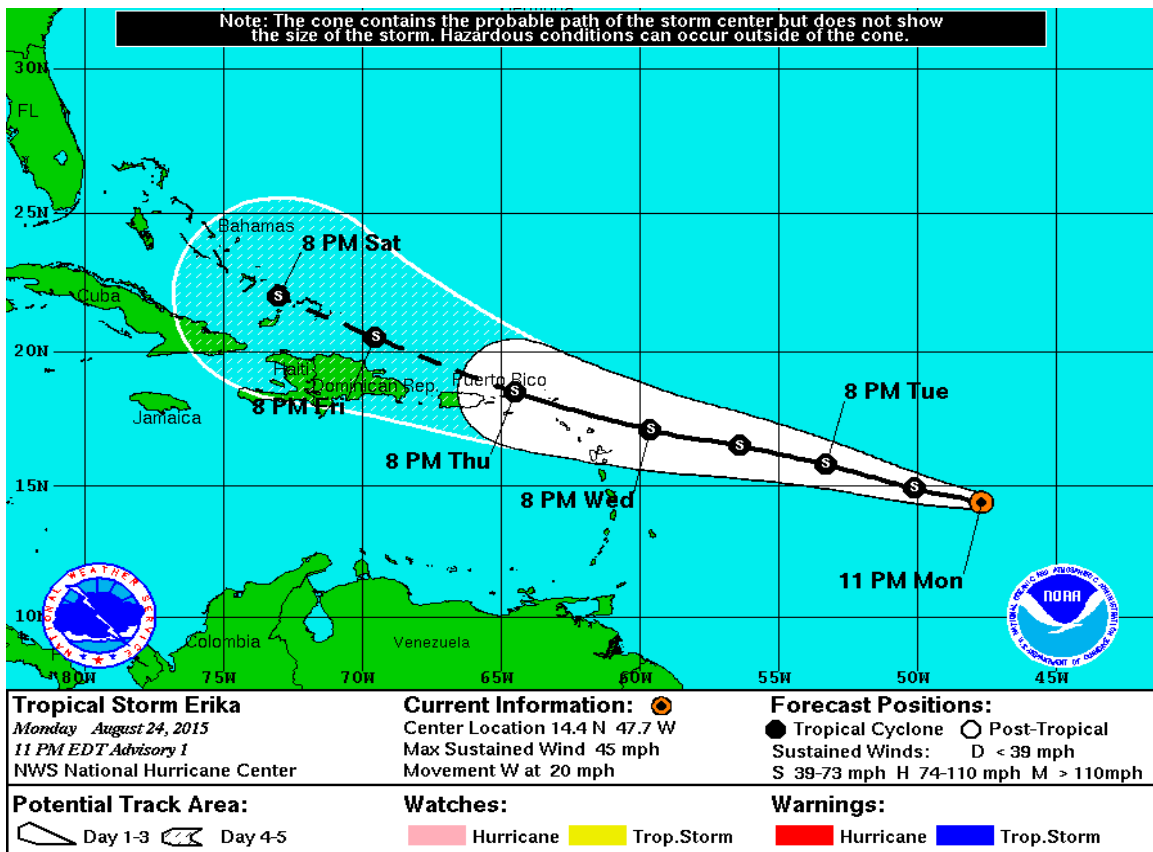 Note: The cone contains the probable path of the storm center but does not show
the size of the storm. Hazardous conditions can occur outside of the cone.
30N
FL
25N
Bahamas
8 PM Sat
Cuba
20N
Haiti
Dominican Rep.
Puerto Rico
8 PM Tue
8 PM Fri
Jamaica
8 PM Thu
15N
8 PM Wed
11 PM Mon
NATIONAL WEATHER SERVICE
NOAA
10N
Colombia
Venezuela
80W 75W 70W 65W 60W 55W 50W 45W
Tropical Storm Erika
Monday August 24, 2015
11 PM EDT Advisory 1
NWS National Hurricane Center
Current Information:
Center Location 14.4 N 47.7 W
Max Sustained Wind 45 mph
Movement W at 20 mph
Forecast Positions:
Tropical Cyclone Post-Tropical
Sustained Winds: D < 39 mph
S 39-73 mph H 74-110 mph M > 110mph
Potential Track Area:
Day 1-3 Day 4-5
Watches:
Hurricane Trop.Storm
Warnings:
Hurricane Trop.Storm